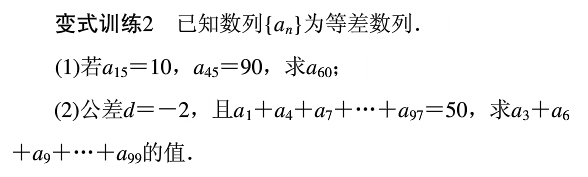 变式训练2　已知数列{aₙ}为等差数列.
(1)若a₁₅=10，a₄₅=90，求a₆₀;
(2)公差d=-2，且a₁+a₄+a₇+⋯+a₉₇=50，求a₃+a₆
+a₉+⋯+a₉₉的值.